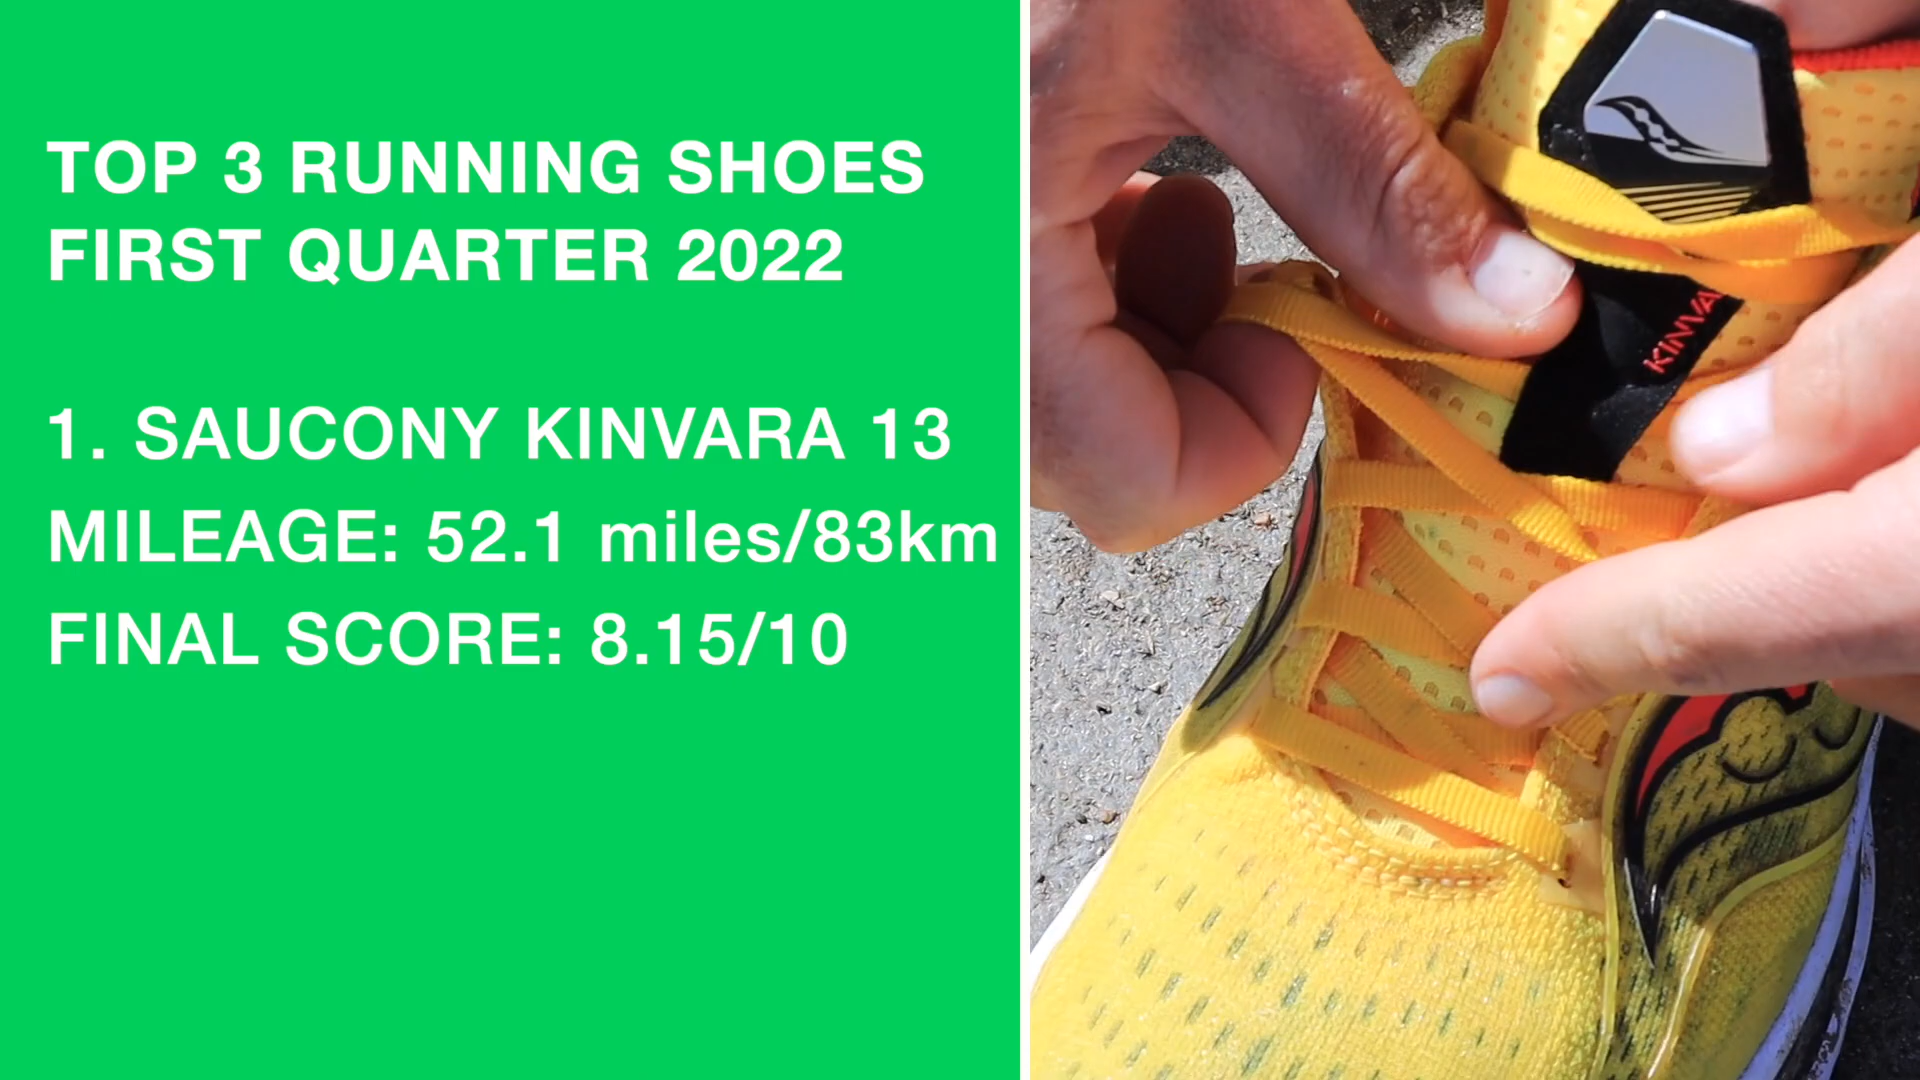 TOP 3 RUNNING SHOES
FIRST QUARTER 2022
1. SAUCONY KINVARA 13
MILEAGE: 52.1 miles/83km
FINAL SCORE: 8.15/10